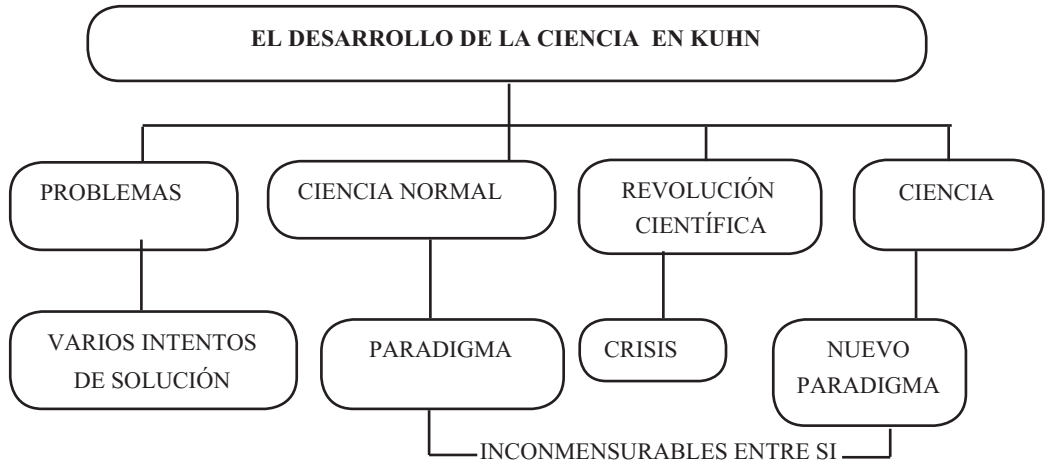 EL DESARROLLO DE LA CIENCIA EN KUHN
PROBLEMAS
CIENCIA NORMAL
REVOLUCIÓN
CIENTÍFICA
CIENCIA
VARIOS INTENTOS
DE SOLUCIÓN
PARADIGMA
CRISIS
NUEVO
PARADIGMA
INCONMENSURABLES ENTRE SI